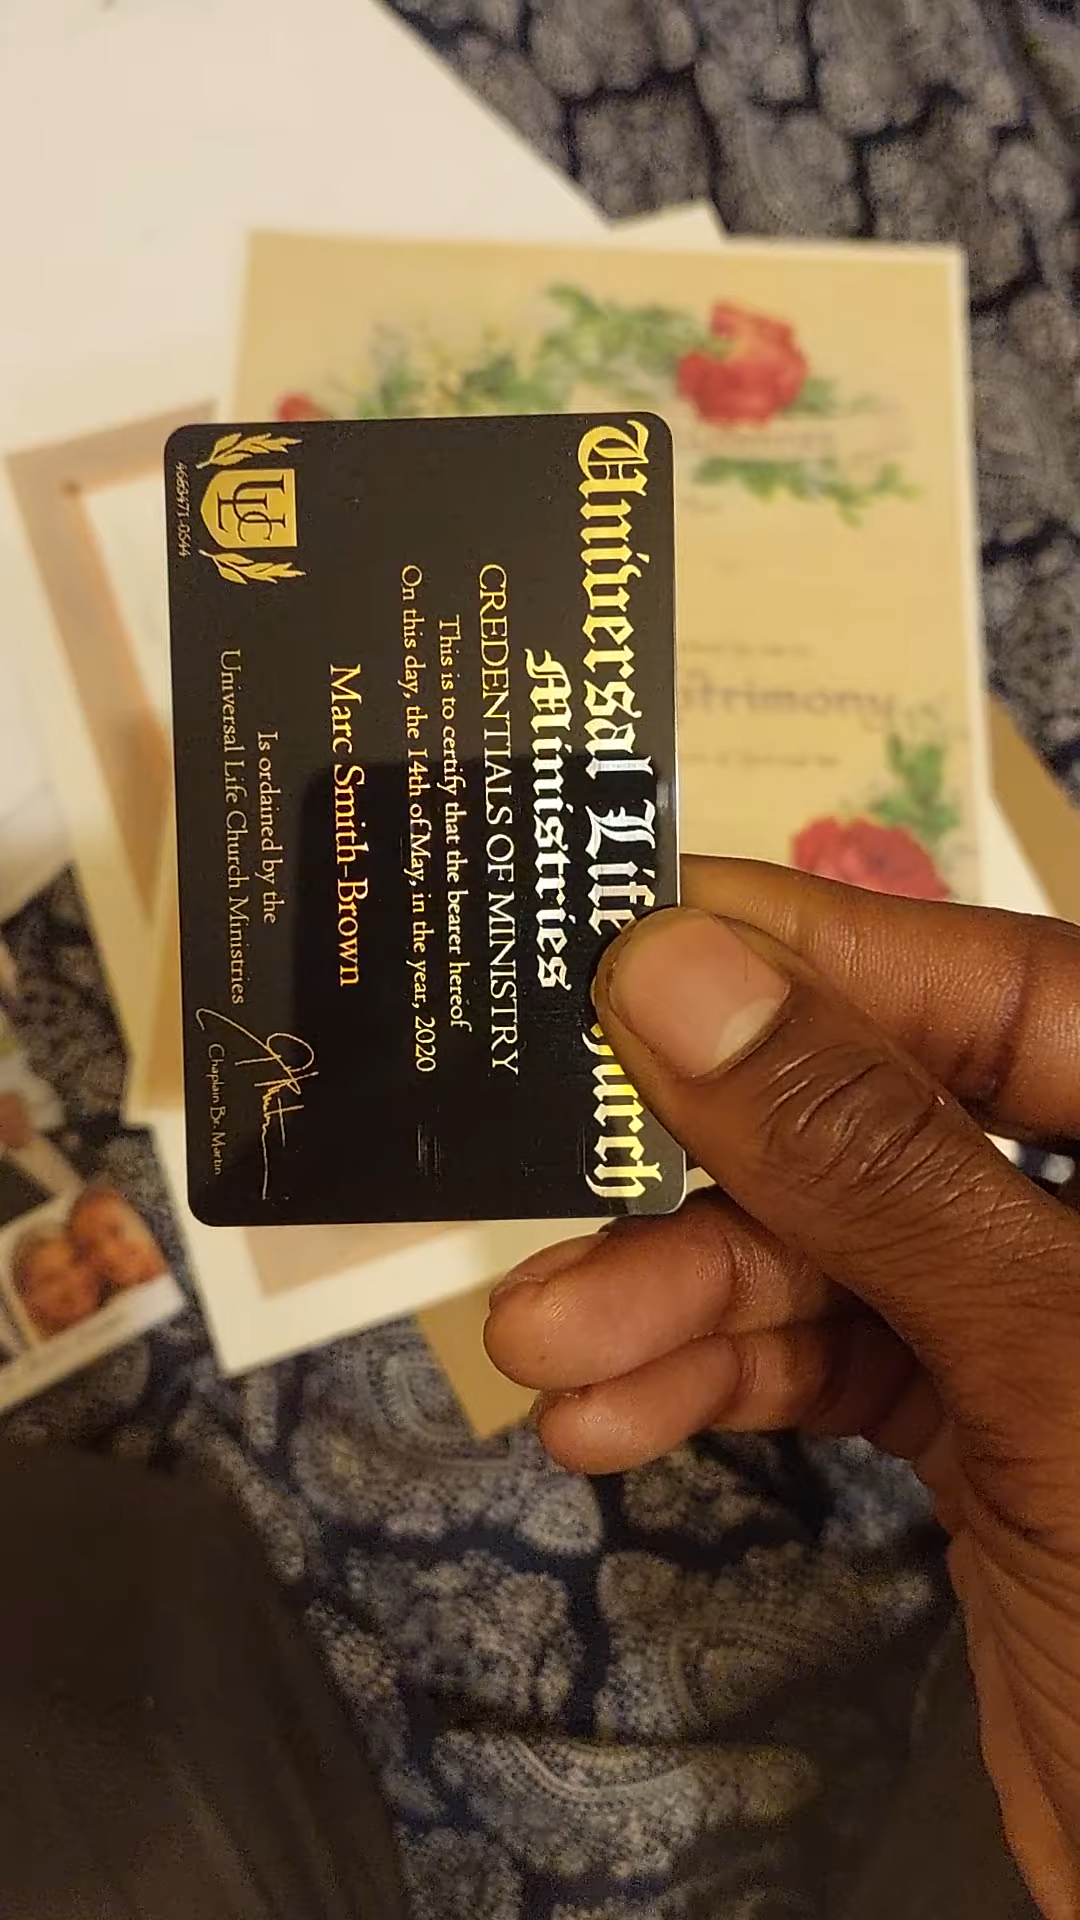 Universal Life Church
Ministries
CREDENTIALS OF MINISTRY
This is to certify that the bearer hereof
On this day, the 14th of May, in the year, 2020
Marc Smith-Brown
Is ordained by the
Universal Life Church Ministries
Chaplain Br. Martin
ULC